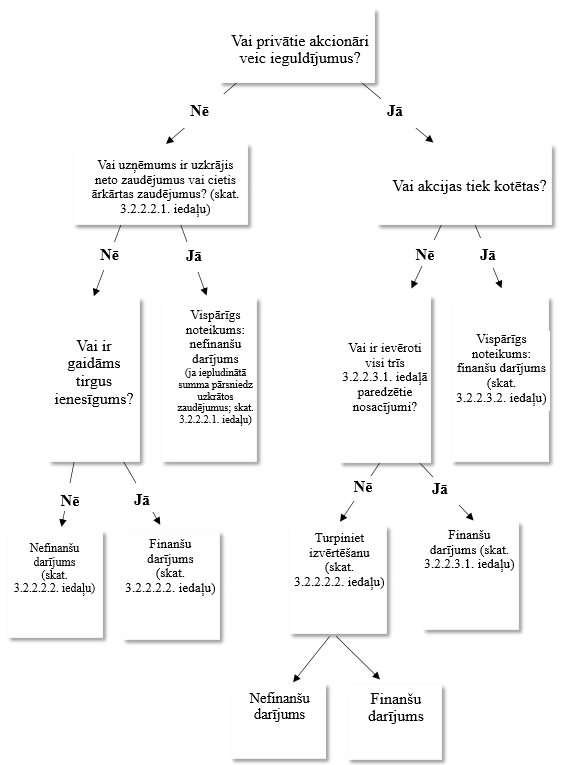 Vai privātie akcionāri
veic ieguldījumus?
Nē
Jā
Vai uzņēmums ir uzkrājis
neto zaudējumus vai cietis
ārkārtas zaudējumus? (skat.
3.2.2.2.1. iedaļu)
Vai akcijas tiek kotētas?
Nē
Jā
Nē
Jā
Vai ir
gaidāms
tirgus
ienesīgums?
Vispārīgs
noteikums:
nefinanšu
darījums
(ja iepludinātā
summa pārsniedz
uzkrātos
zaudējumus; skat.
3.2.2.2.1. iedaļu)
Vai ir ievēroti
visi trīs
3.2.2.3.1. iedaļā
paredzētie
nosacījumi?
Vispārīgs
noteikums:
finanšu darījums
(skat.
3.2.2.3.2. iedaļu)
Nē
Jā
Nē
Jā
Nefinanšu
darījums
(skat.
3.2.2.2.2. iedaļu)
Finanšu
darījums
(skat.
3.2.2.2.2. iedaļu)
Turpiniet
izvērtēšanu
(skat.
3.2.2.2.2. iedaļu)
Finanšu
darījums (skat.
3.2.2.3.1. iedaļu)
Nefinanšu
darījums
Finanšu
darījums